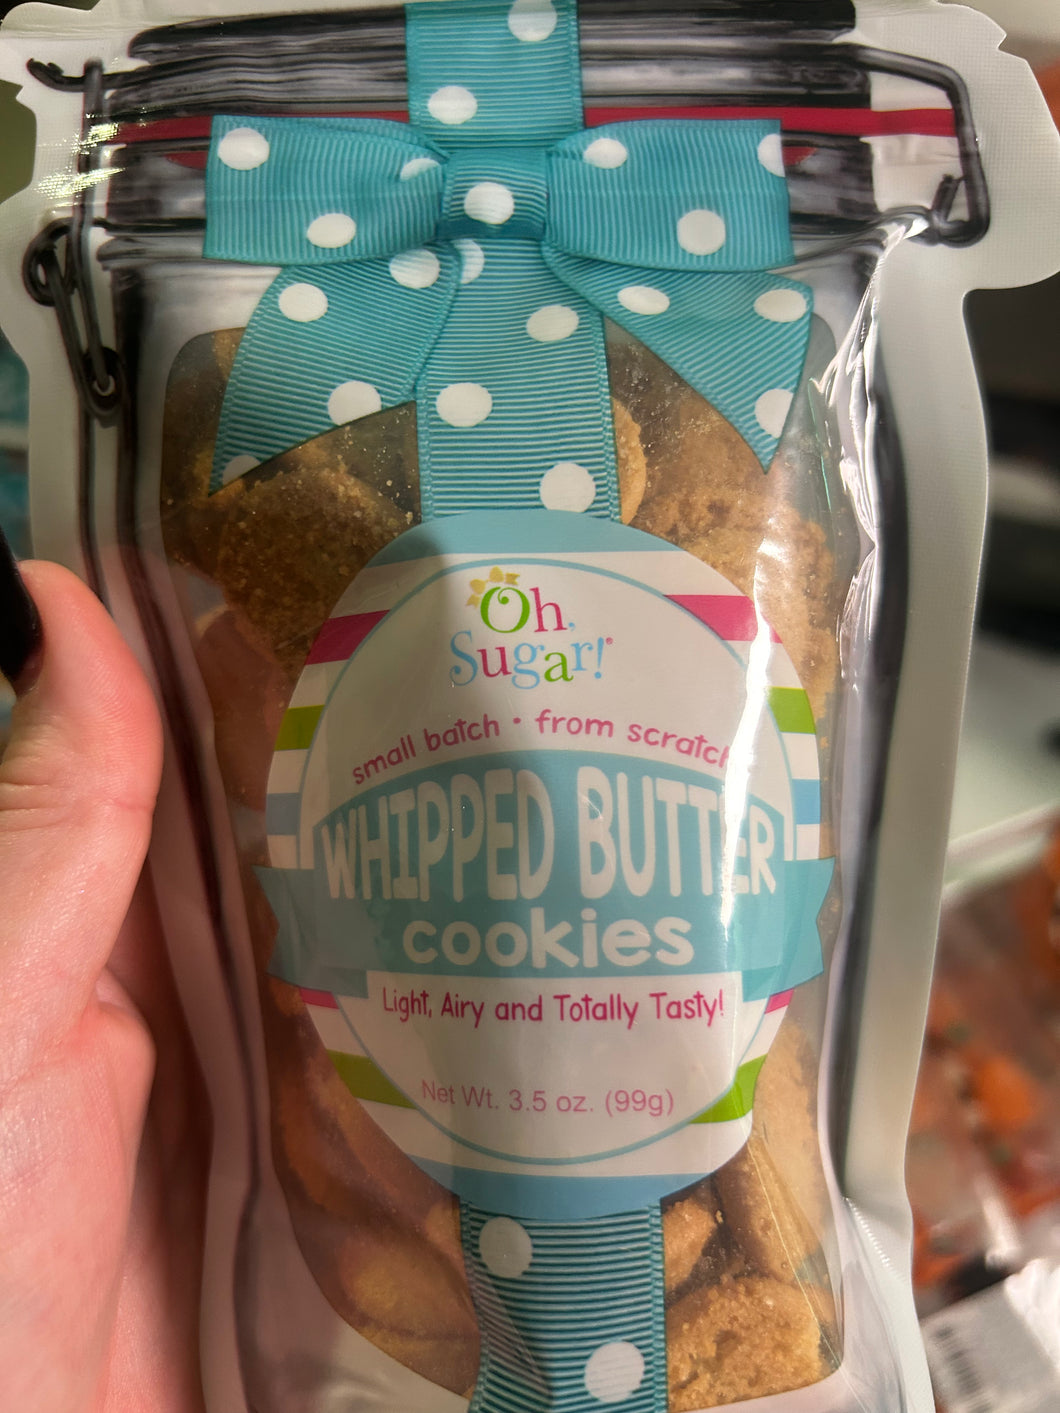 Oh,
Sugar!®
small batch • from scratch
WHIPPED BUTTER
cookies
Light, Airy and Totally Tasty!
Net Wt. 3.5 oz. (99g)